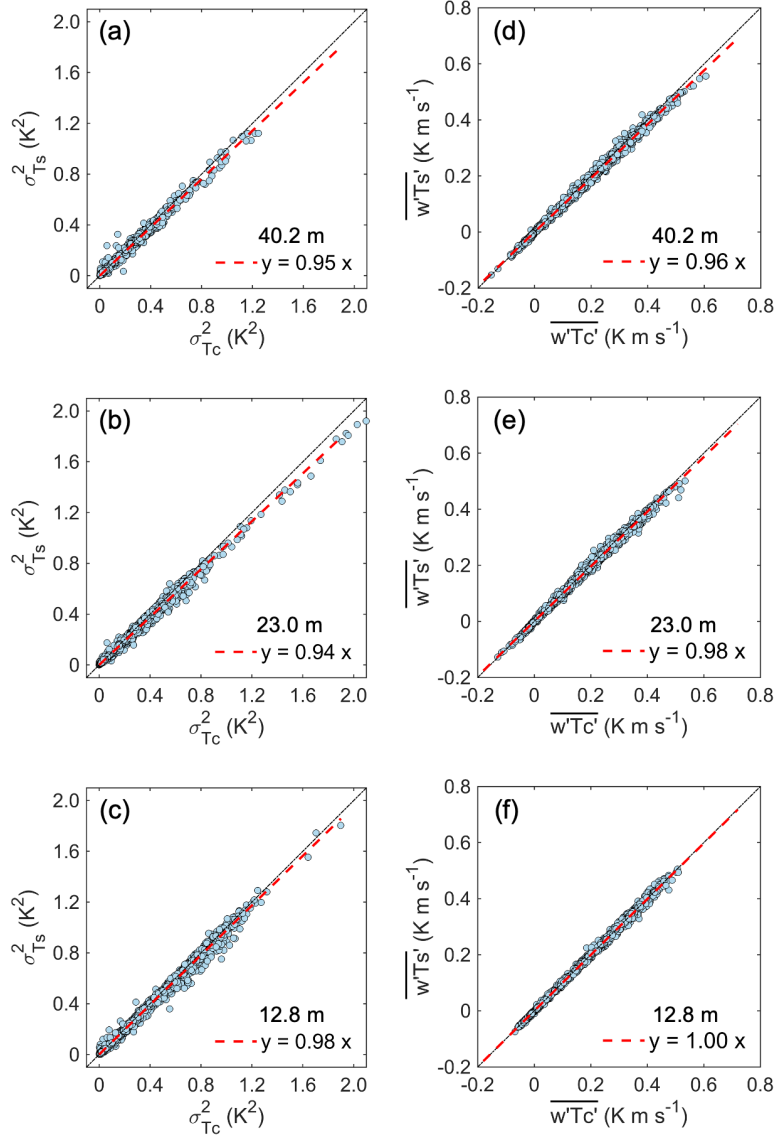 (a)
2.0
1.6
1.2
0.8
0.4
0
σ²Ts (K²)
40.2 m
y = 0.95 x
0 0.4 0.8 1.2 1.6 2.0
σ²Tc (K²)
(d)
0.8
0.6
0.4
0.2
0
-0.2
w'Ts' (K m s⁻¹)
40.2 m
y = 0.96 x
-0.2 0 0.2 0.4 0.6 0.8
w'Tc' (K m s⁻¹)
(b)
2.0
1.6
1.2
0.8
0.4
0
σ²Ts (K²)
23.0 m
y = 0.94 x
0 0.4 0.8 1.2 1.6 2.0
σ²Tc (K²)
(e)
0.8
0.6
0.4
0.2
0
-0.2
w'Ts' (K m s⁻¹)
23.0 m
y = 0.98 x
-0.2 0 0.2 0.4 0.6 0.8
w'Tc' (K m s⁻¹)
(c)
2.0
1.6
1.2
0.8
0.4
0
σ²Ts (K²)
12.8 m
y = 0.98 x
0 0.4 0.8 1.2 1.6 2.0
σ²Tc (K²)
(f)
0.8
0.6
0.4
0.2
0
-0.2
w'Ts' (K m s⁻¹)
12.8 m
y = 1.00 x
-0.2 0 0.2 0.4 0.6 0.8
w'Tc' (K m s⁻¹)